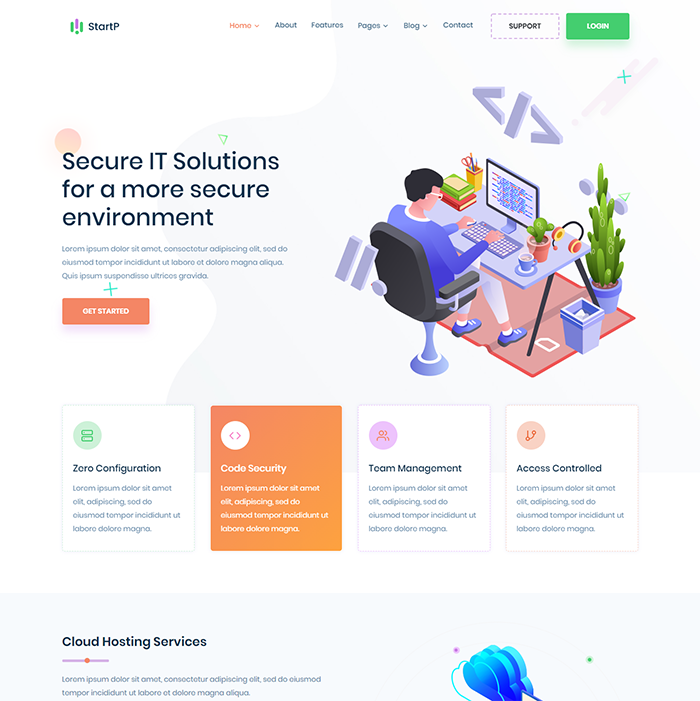 StartP
Home About Features Pages Blog Contact SUPPORT LOGIN
Secure IT Solutions
for a more secure
environment
Lorem ipsum dolor sit amet, consectetur adipiscing elit, sed do
eiusmod tempor incididunt ut labore et dolore magna aliqua.
Quis ipsum suspendisse ultrices gravida.
GET STARTED
Zero Configuration
Lorem ipsum dolor sit amet
elit, adipiscing, sed do
eiusmod tempor incididunt ut
labore dolore magna.
Code Security
Lorem ipsum dolor sit amet
elit, adipiscing, sed do
eiusmod tempor incididunt ut
labore dolore magna.
Team Management
Lorem ipsum dolor sit amet
elit, adipiscing, sed do
eiusmod tempor incididunt ut
labore dolore magna.
Access Controlled
Lorem ipsum dolor sit amet
elit, adipiscing, sed do
eiusmod tempor incididunt ut
labore dolore magna.
Cloud Hosting Services
Lorem ipsum dolor sit amet, consectetur adipiscing elit, sed do
eiusmod tempor incididunt ut labore et dolore
magna aliqua.